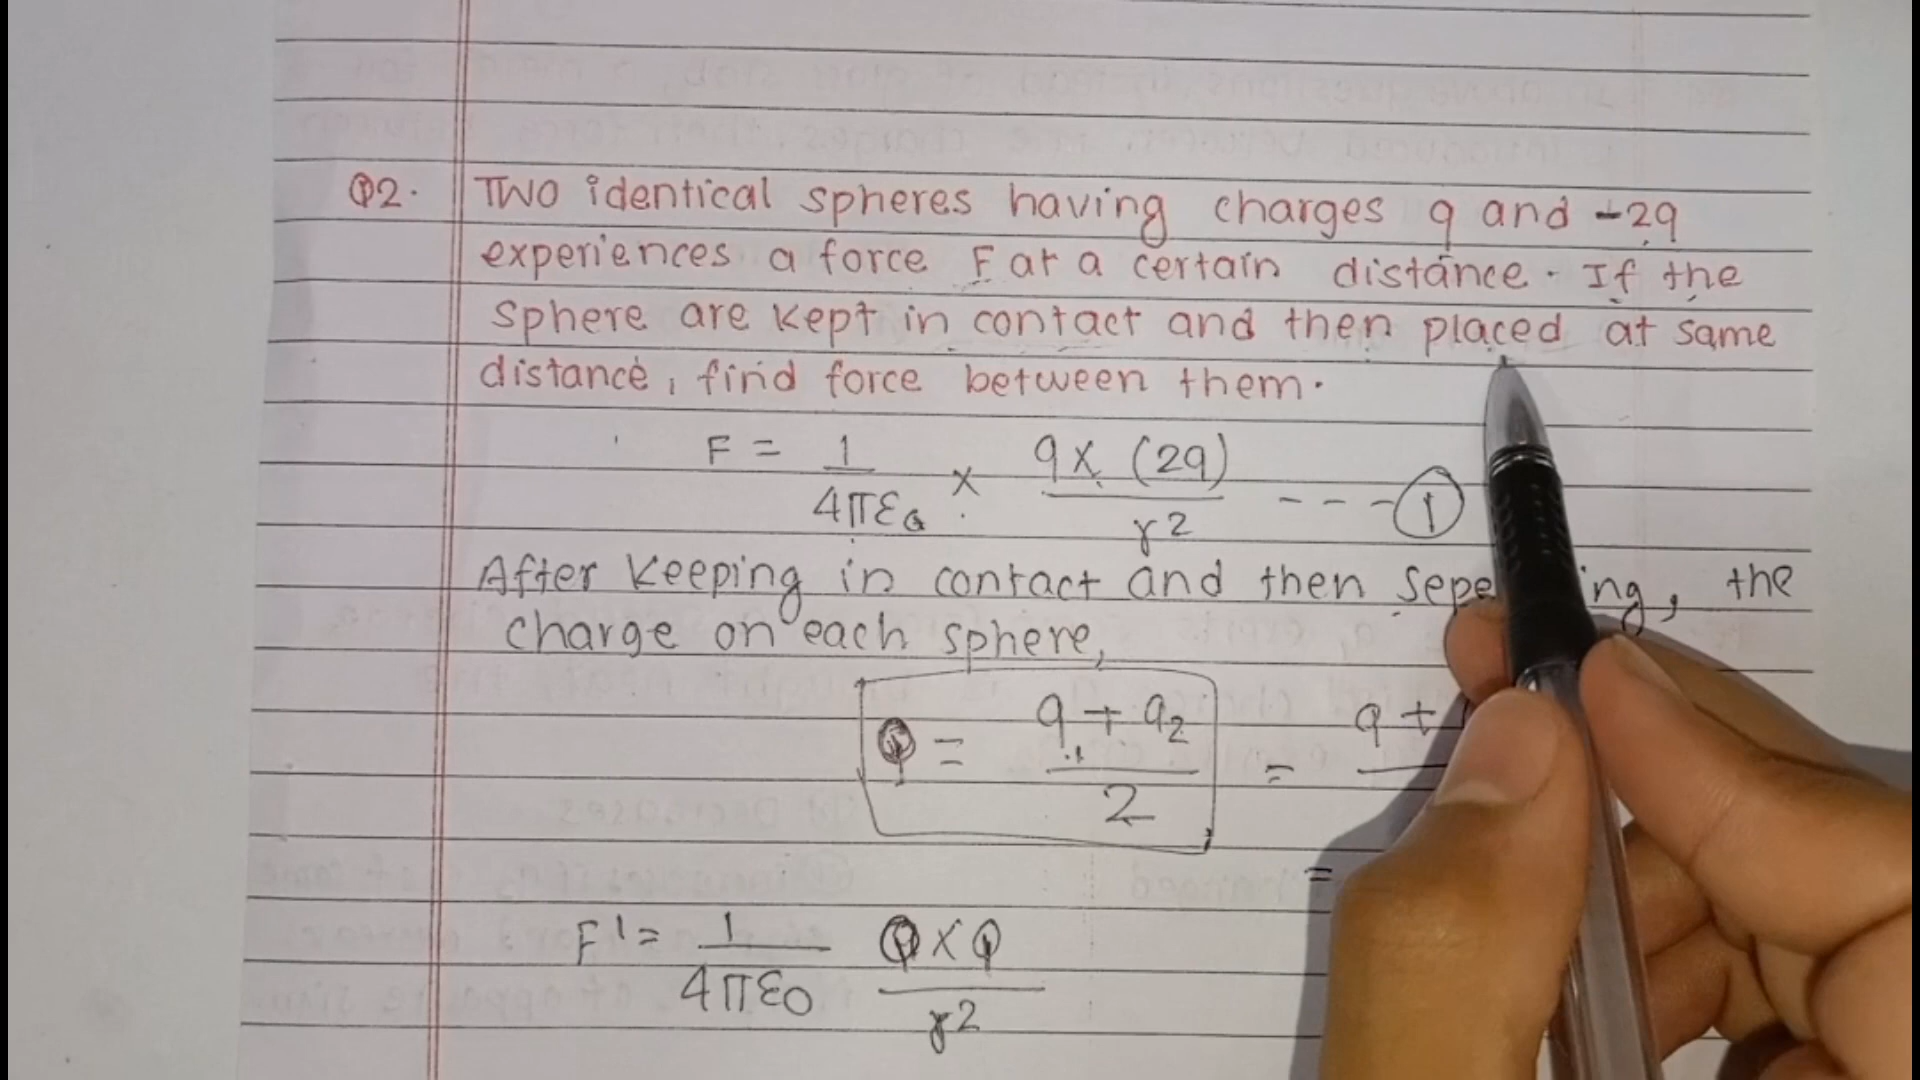 Q2. Two identical spheres having charges q and -2q
experiences a force F at a certain distance. If the
sphere are kept in contact and then placed at same
distance, find force between them.
F = 1/4πε₀ × q × (2q)/r² ---- ①
After keeping in contact and then sepe ing, the
charge on each sphere,
Q = q₁ + q₂/2 = q +
=
F' = 1/4πε₀ Q × Q/r²